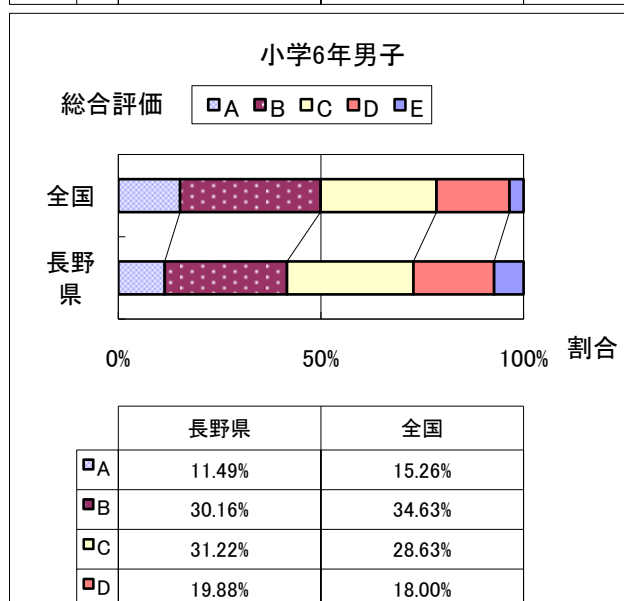 小学6年男子
総合評価 A B C D E
全国
長野
県
0% 50% 100% 割合
長野県 全国
A 11.49% 15.26%
B 30.16% 34.63%
C 31.22% 28.63%
D 19.88% 18.00%